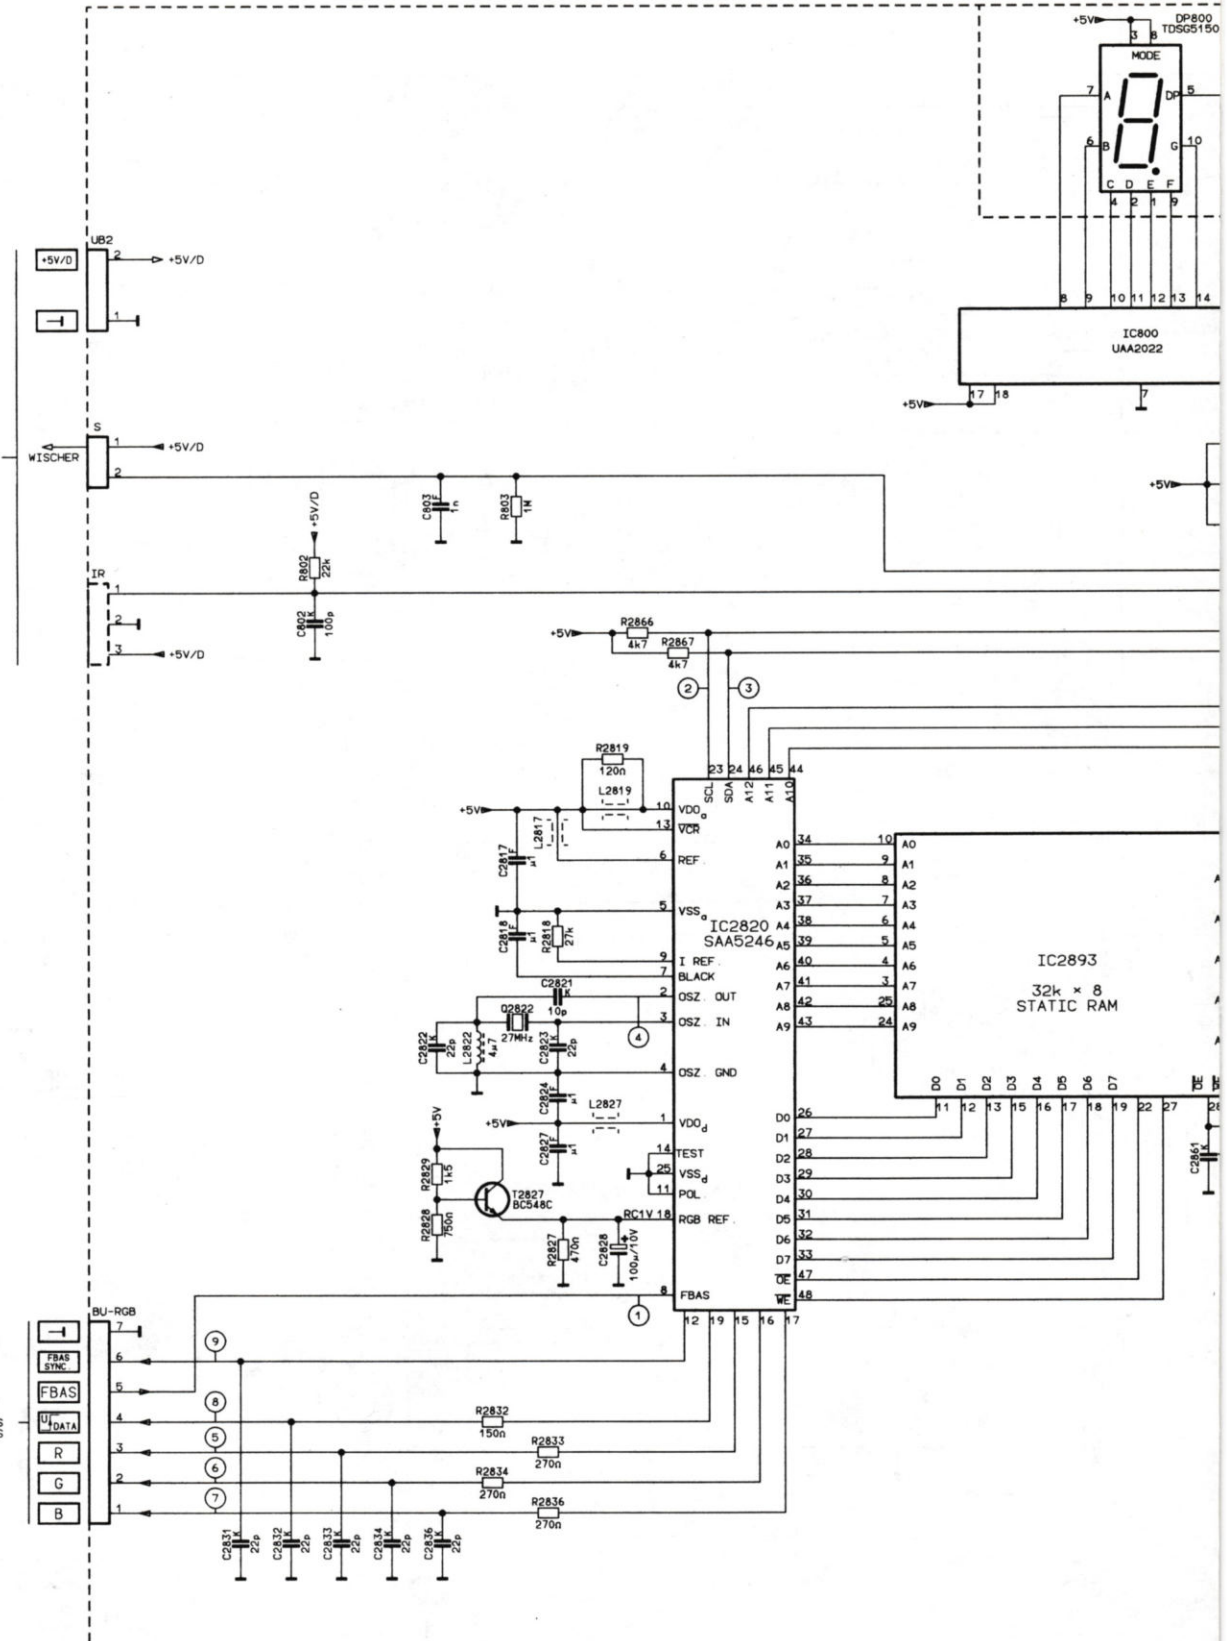 +5V
DP800
TDSG5150
3 8
MODE
7 A DP 5
6 B G 10
C D E F
4 2 1 9
UB2
+5V/D 2 +5V/D
1
8 9 10 11 12 13 14
IC800
UAA2022
+5V 17 18 7
S
WISCHER 1 +5V/D
2
C803 F 1n
R803 1M
+5V
+5V/D
R802 22k
IR
1
2
3 +5V/D
C802 K 100p
+5V R2866 4k7
R2867 4k7
2 3
R2819
120Ω
L2819
23 24 46 45 44
SCL SDA A12 A11 A10
+5V 10 VDDa
L2817 13 VCR
C2817 F µ1
6 REF.
5 VSSa
C2818 F µ1
R2818 27k
9 I REF.
7 BLACK
IC2820
SAA5246
A0 34 10 A0
A1 35 9 A1
A2 36 8 A2
A3 37 7 A3
A4 38 6 A4
A5 39 5 A5
A6 40 4 A6
A7 41 3 A7
A8 42 25 A8
A9 43 24 A9
IC2893
32k × 8
STATIC RAM
C2821 K 10p
2 OSZ. OUT
Q2822
27MHz
3 OSZ. IN
4
C2822 K 22p
L2822 4µ7
C2823 K 22p
4 OSZ. GND
C2824 F µ1
L2827
+5V 1 VDDd
C2827 F µ1
D0 D1 D2 D3 D4 D5 D6 D7 OE
11 12 13 15 16 17 18 19 22 27
C2861 K
D0 26
D1 27
D2 28
D3 29
D4 30
D5 31
D6 32
D7 33
OE 47
WE 48
+5V
R2829 1k5
R2828 750Ω
T2827
BC548C
14 TEST
25 VSSd
11 POL.
RC1V 18 RGB REF.
R2827 470Ω
C2828 100µ/10V
8 FBAS
1
12 19 15 16 17
BU-RGB
7
FBAS SYNC. 6 9
FBAS 5
U DATA 4 8 R2832 150Ω
R 3 5 R2833 270Ω
G 2 6 R2834 270Ω
B 1 7 R2836 270Ω
C2831 K 22p
C2832 K 22p
C2833 K 22p
C2834 K 22p
C2836 K 22p